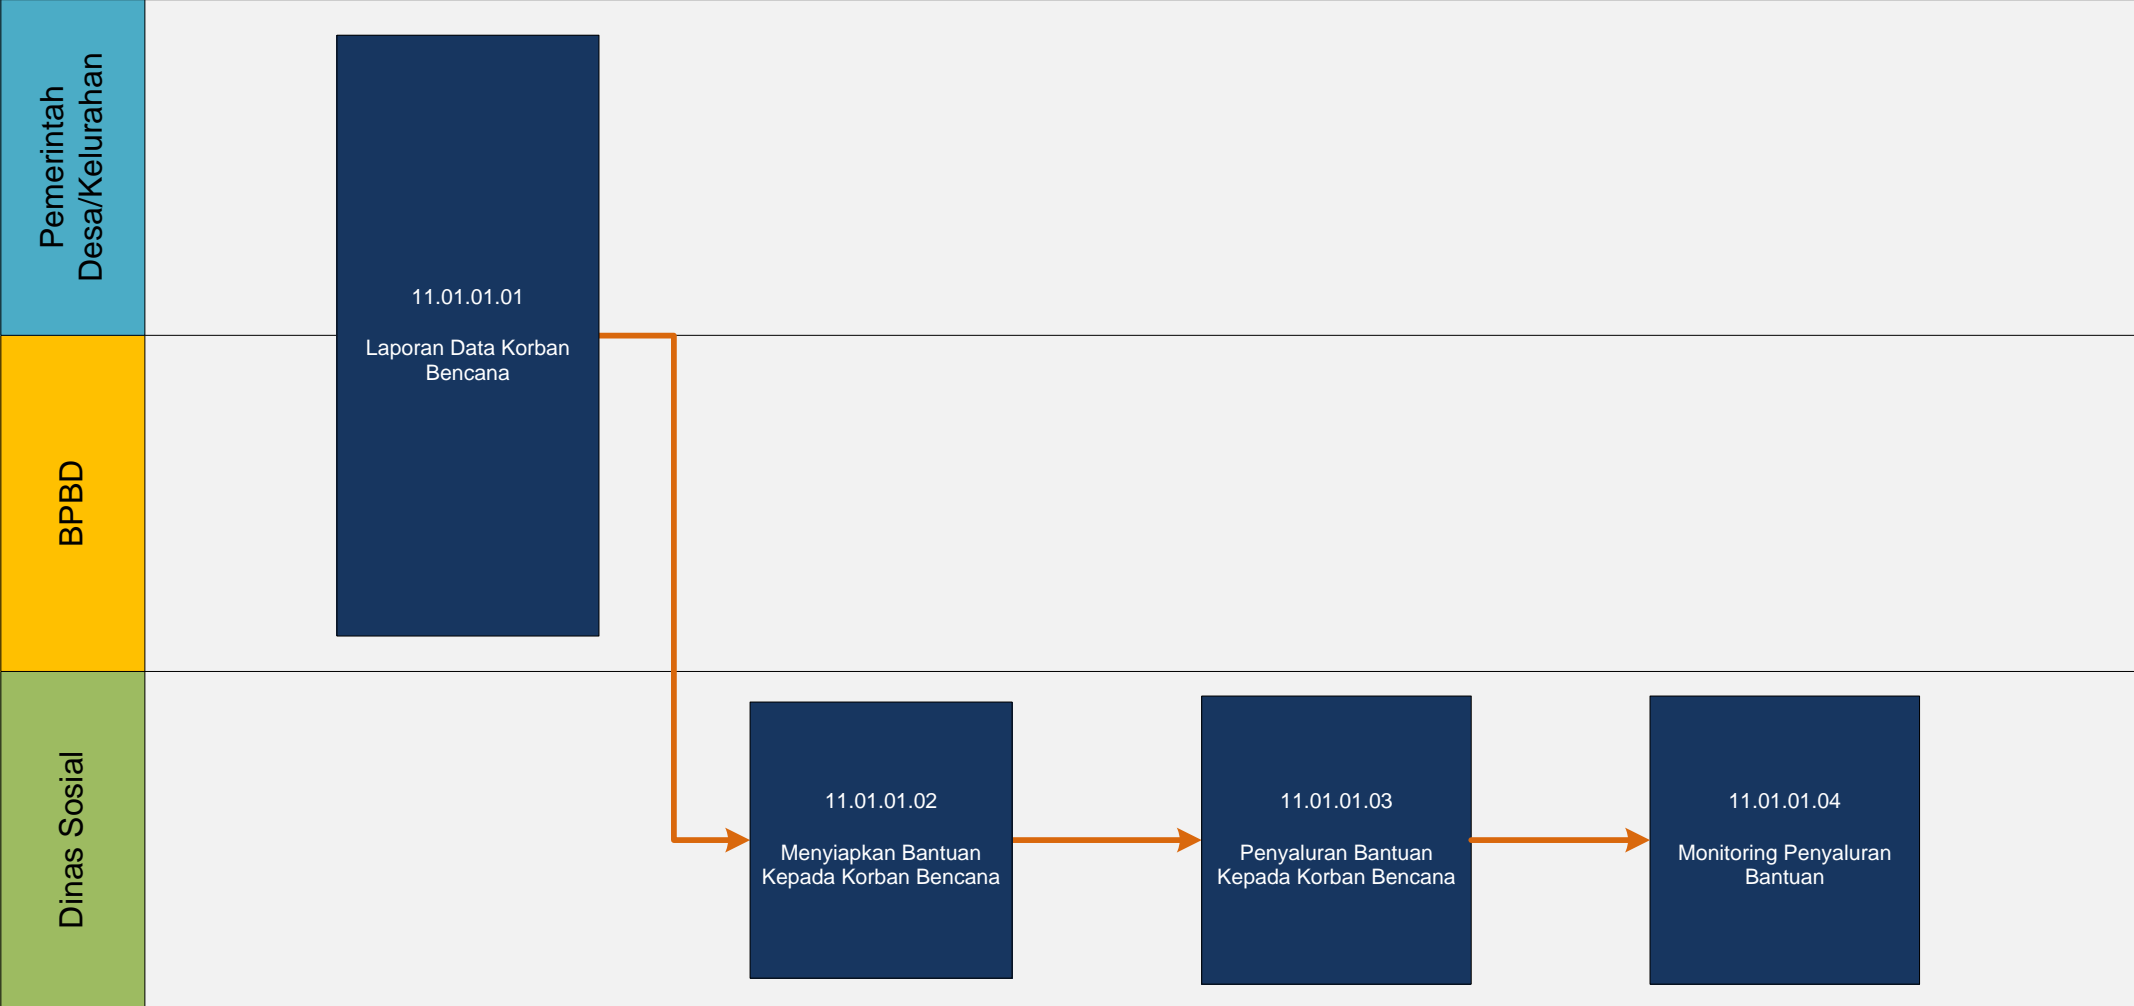 Pemerintah
Desa/Kelurahan
11.01.01.01
Laporan Data Korban
Bencana
BPBD
Dinas Sosial
11.01.01.02
Menyiapkan Bantuan
Kepada Korban Bencana
11.01.01.03
Penyaluran Bantuan
Kepada Korban Bencana
11.01.01.04
Monitoring Penyaluran
Bantuan